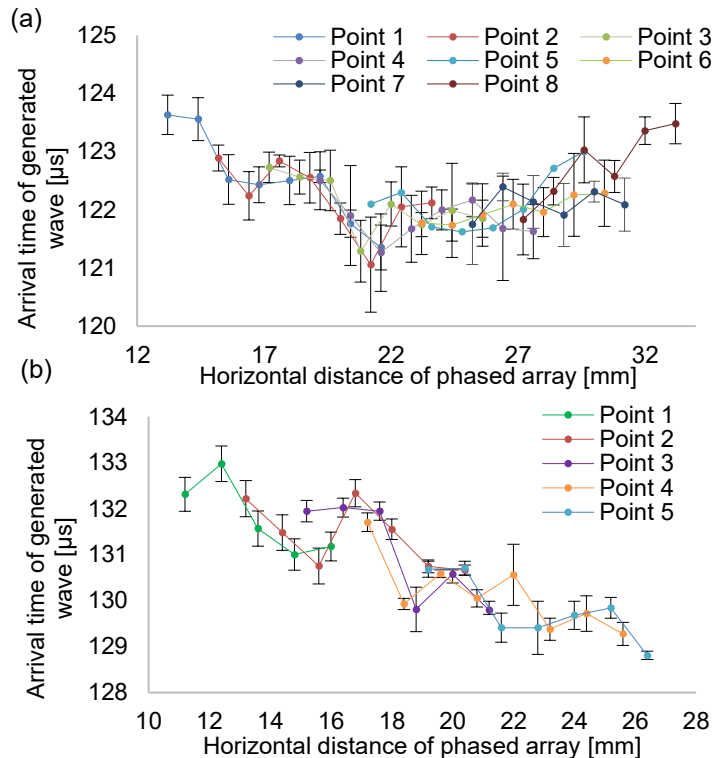 (a)
Point 1 Point 2 Point 3
Point 4 Point 5 Point 6
Point 7 Point 8
Arrival time of generated
wave [µs]
125
124
123
122
121
120
12 17 22 27 32
Horizontal distance of phased array [mm]
(b)
Point 1
Point 2
Point 3
Point 4
Point 5
Arrival time of generated
wave [µs]
134
133
132
131
130
129
128
10 12 14 16 18 20 22 24 26 28
Horizontal distance of phased array [mm]